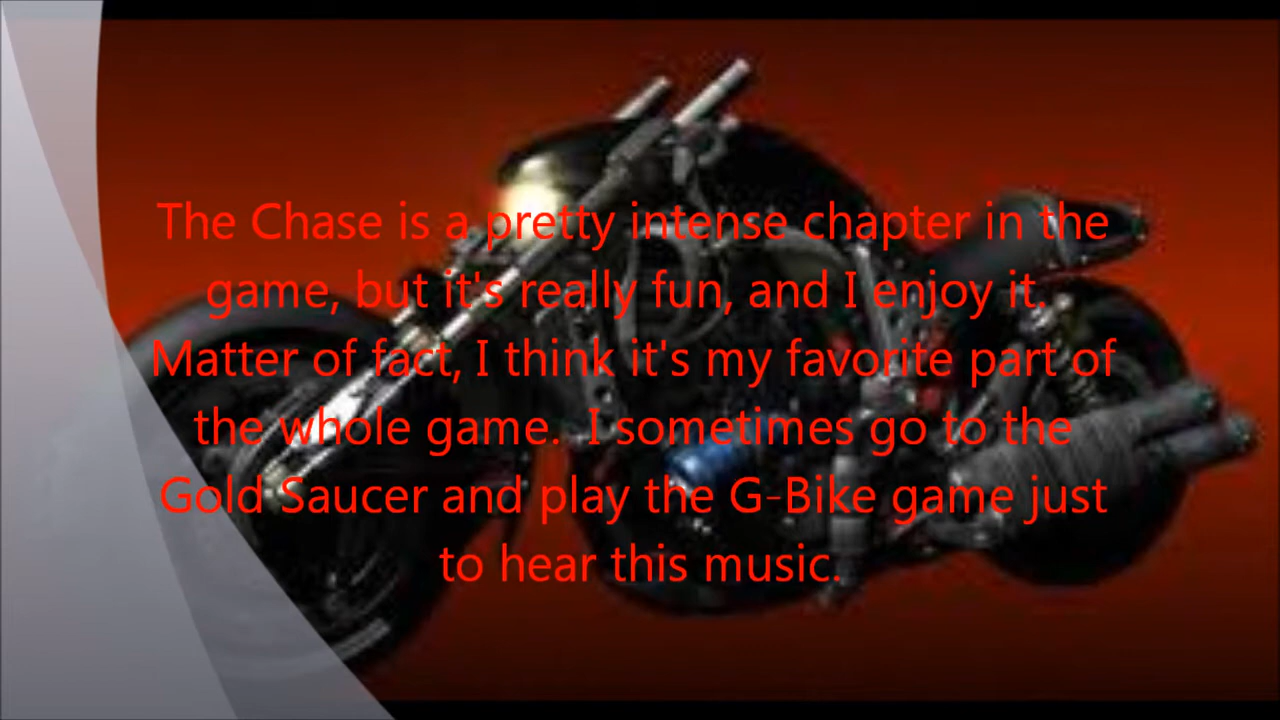 The Chase is a pretty intense chapter in the
game, but it's really fun, and I enjoy it.
Matter of fact, I think it's my favorite part of
the whole game.  I sometimes go to the
Gold Saucer and play the G-Bike game just
to hear this music.